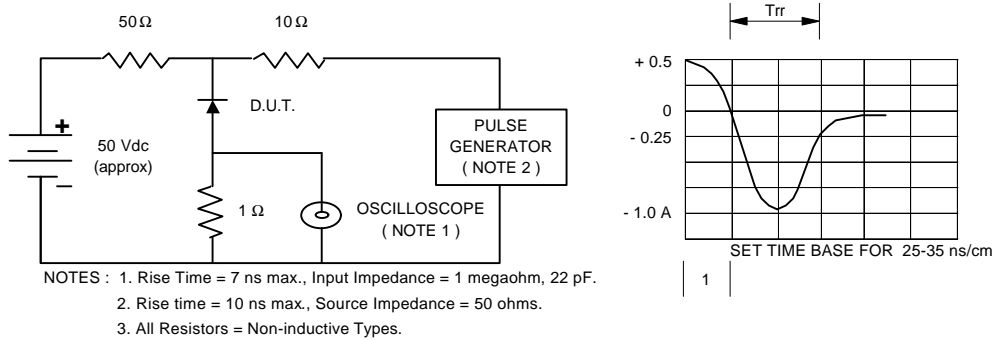 50 Ω
10 Ω
Trr
+ 0.5
0
- 0.25
- 1.0 A
D.U.T.
+
50 Vdc
(approx)
−
PULSE
GENERATOR
( NOTE 2 )
1 Ω
OSCILLOSCOPE
( NOTE 1 )
SET TIME BASE FOR 25-35 ns/cm
1
NOTES : 1. Rise Time = 7 ns max., Input Impedance = 1 megaohm, 22 pF.
2. Rise time = 10 ns max., Source Impedance = 50 ohms.
3. All Resistors = Non-inductive Types.